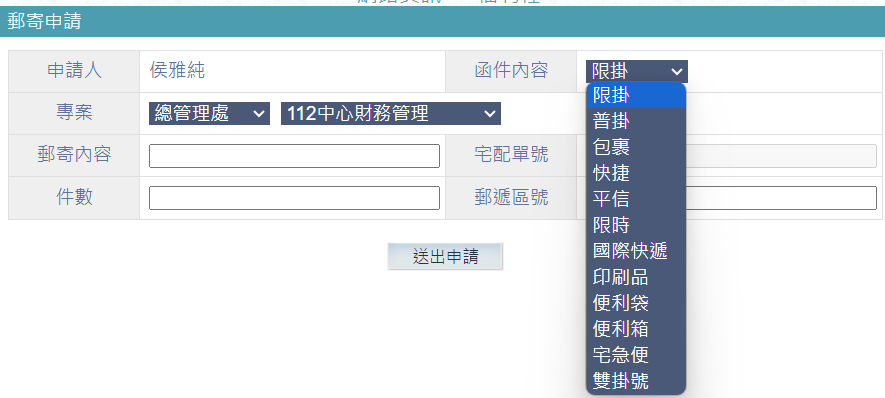 郵寄申請
申請人 侯雅純 函件內容 限掛
專案 總管理處 112中心財務管理
郵寄內容 宅配單號
件數 郵遞區號
送出申請
限掛
普掛
包裹
快捷
平信
限時
國際快遞
印刷品
便利袋
便利箱
宅急便
雙掛號